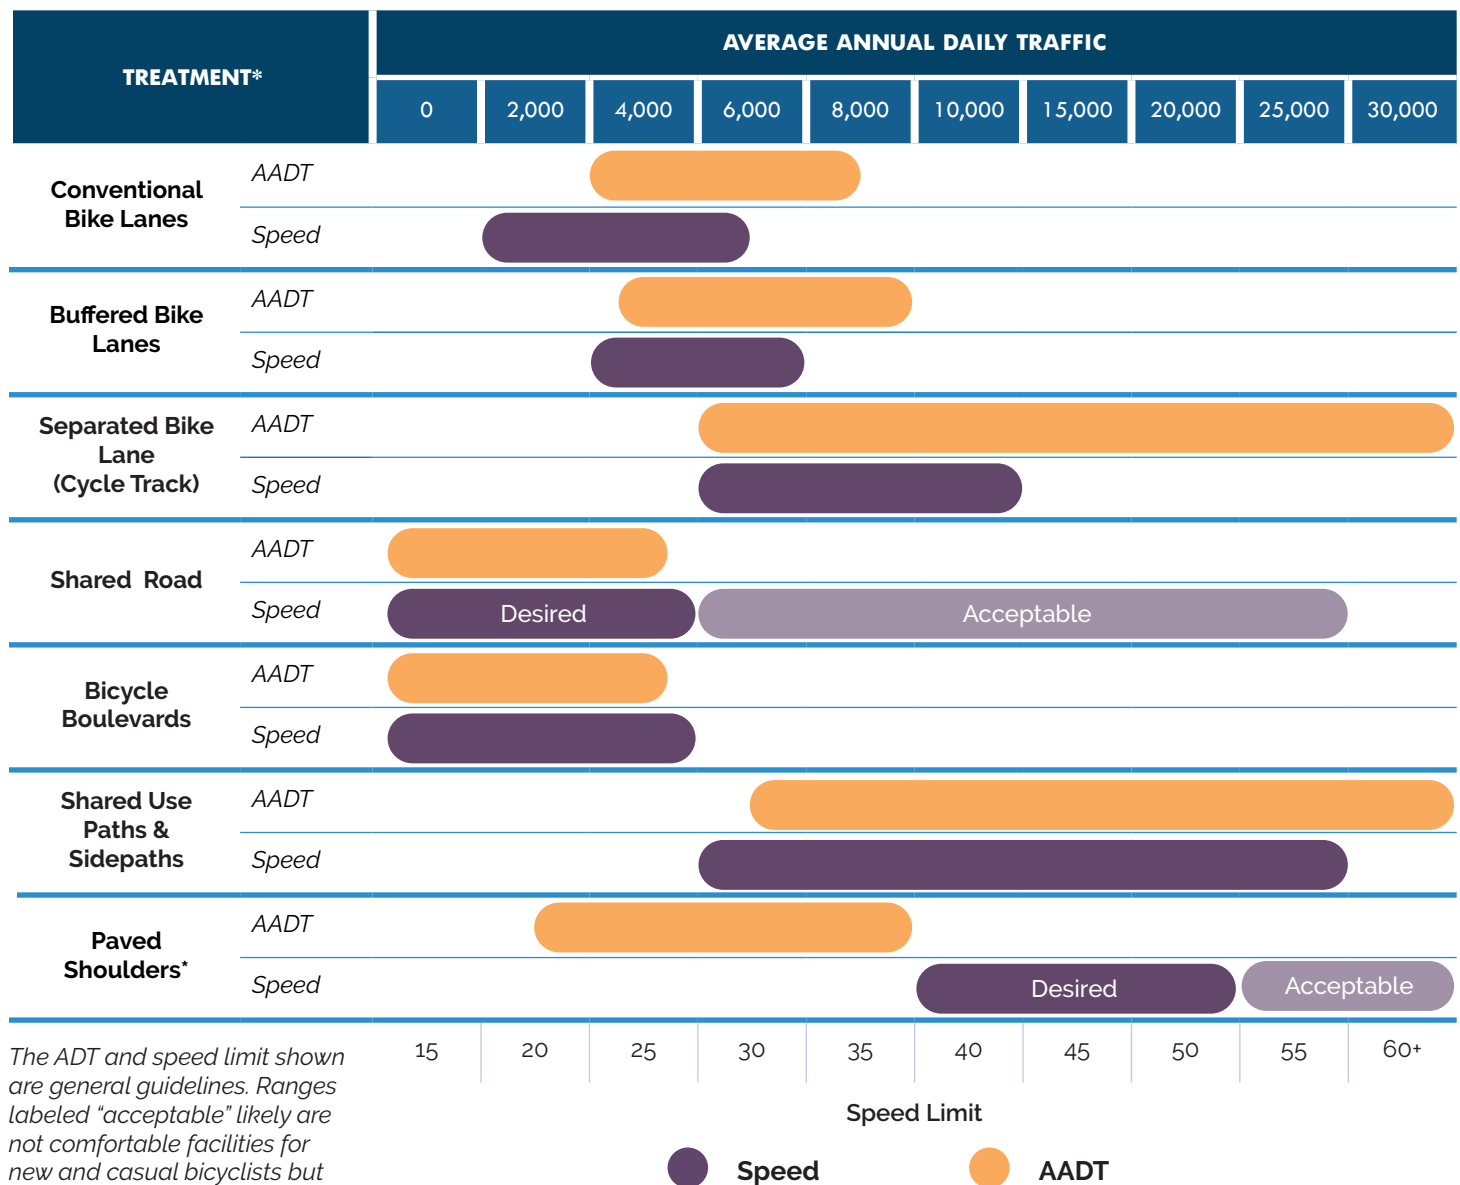 TREATMENT*
AVERAGE ANNUAL DAILY TRAFFIC
0 2,000 4,000 6,000 8,000 10,000 15,000 20,000 25,000 30,000
Conventional
Bike Lanes
AADT
Speed
Buffered Bike
Lanes
AADT
Speed
Separated Bike
Lane
(Cycle Track)
AADT
Speed
Shared Road
AADT
Speed
Desired
Acceptable
Bicycle
Boulevards
AADT
Speed
Shared Use
Paths &
Sidepaths
AADT
Speed
Paved
Shoulders*
AADT
Speed
Desired
Acceptable
15 20 25 30 35 40 45 50 55 60+
Speed Limit
Speed
AADT
The ADT and speed limit shown
are general guidelines. Ranges
labeled “acceptable” likely are
not comfortable facilities for
new and casual bicyclists but